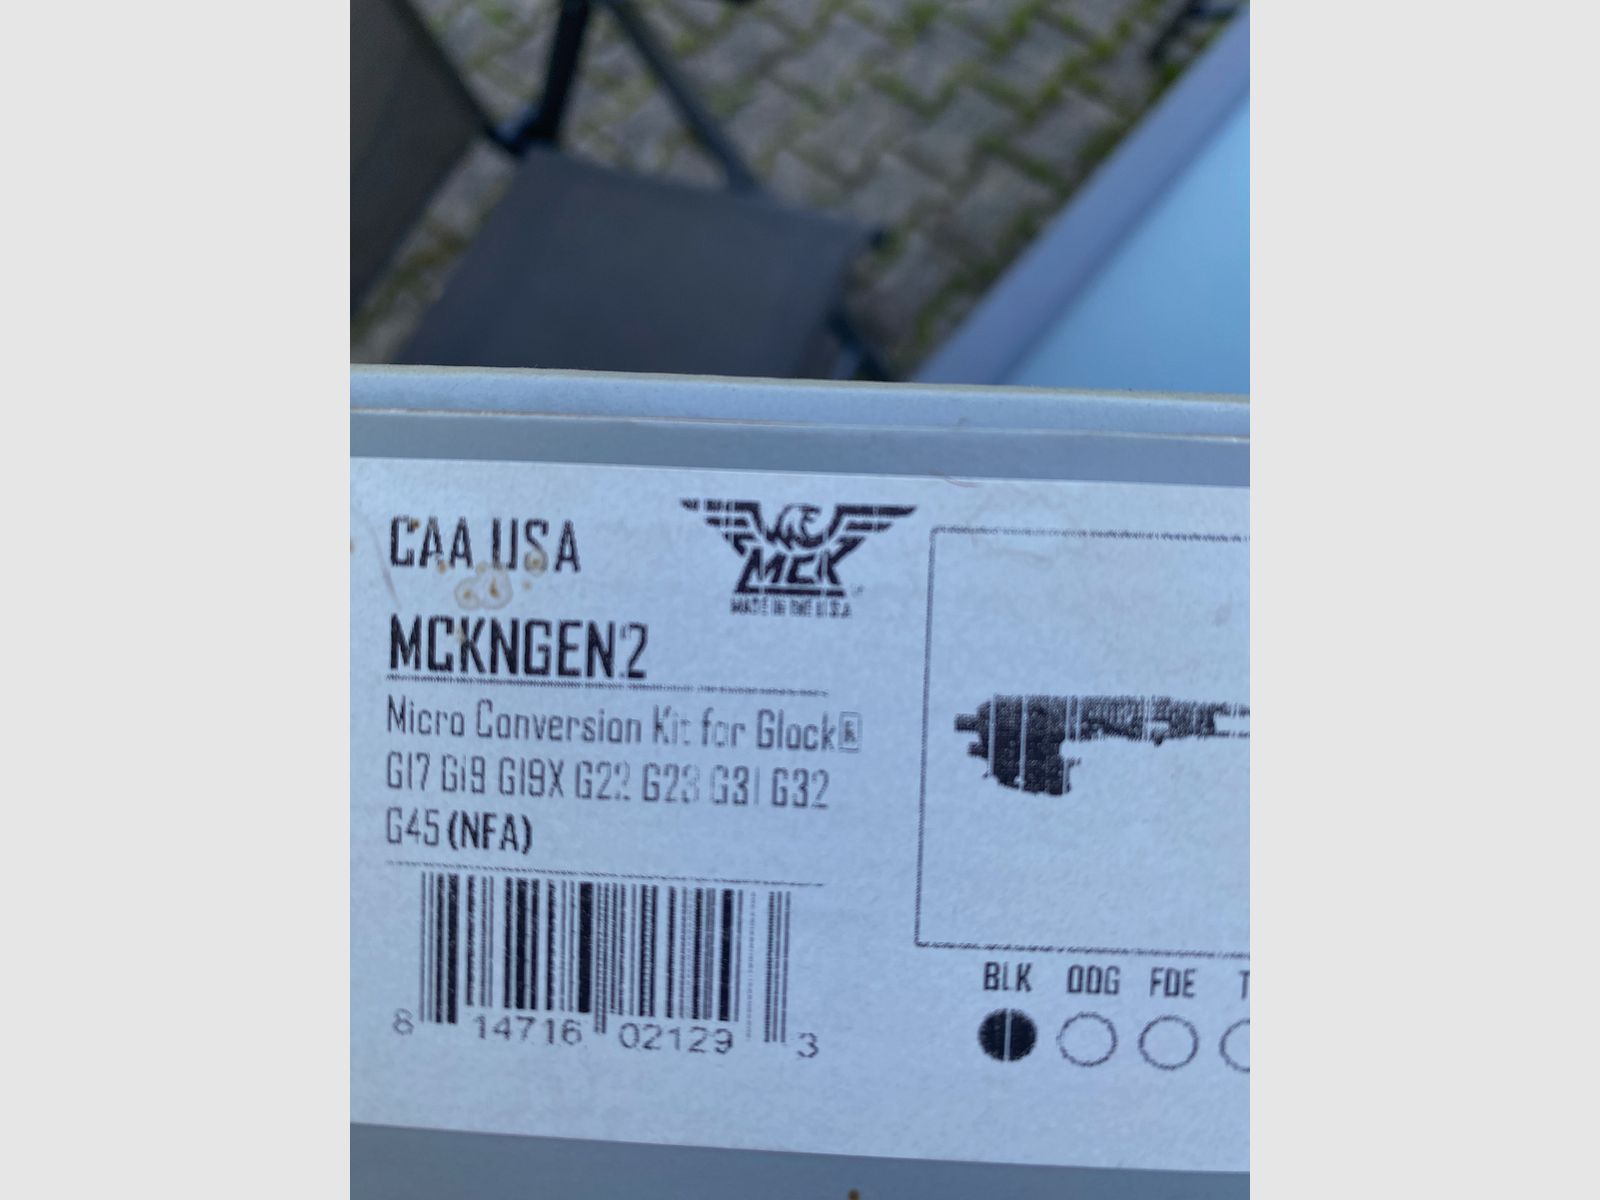 CAA USA
MCK
MADE IN THE U.S.A
MCKNGEN2
Micro Conversion Kit for Glock®
G17 G19 G19X G22 G23 G31 G32
G45 (NFA)
8 14716 02129 3
BLK ODG FDE T